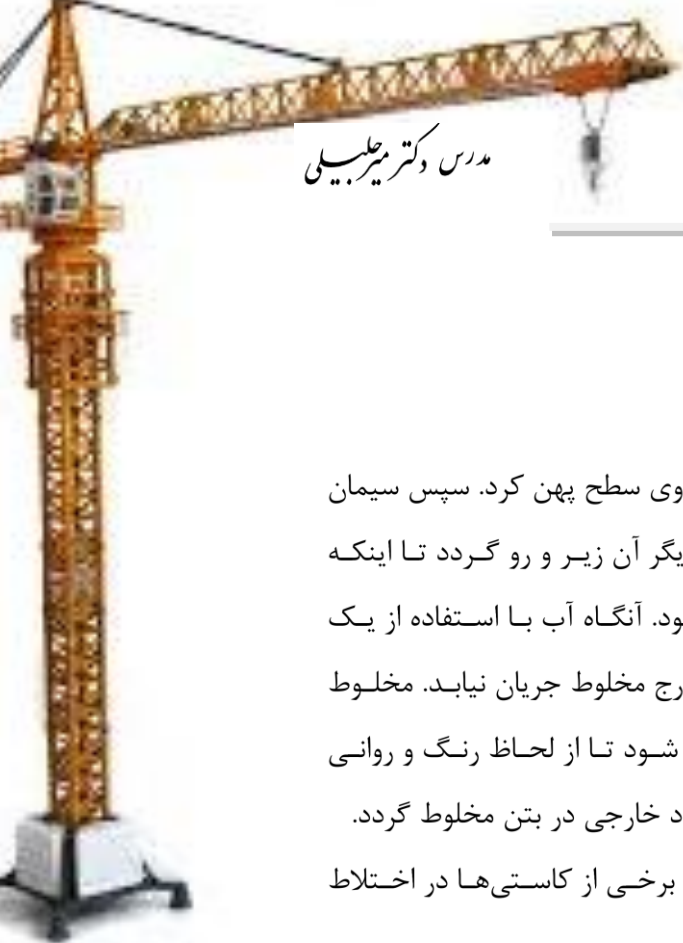 مدرس دکتر میرجلیلی
وی سطح پهن کرد. سپس سیمان
یگر آن زیر و رو گردد تا اینکه
ود. آنگاه آب با استفاده از یک
رج مخلوط جریان نیابد. مخلوط
شود تا از لحاظ رنگ و روانی
د خارجی در بتن مخلوط گردد.
برخی از کاستی‌ها در اختلاط